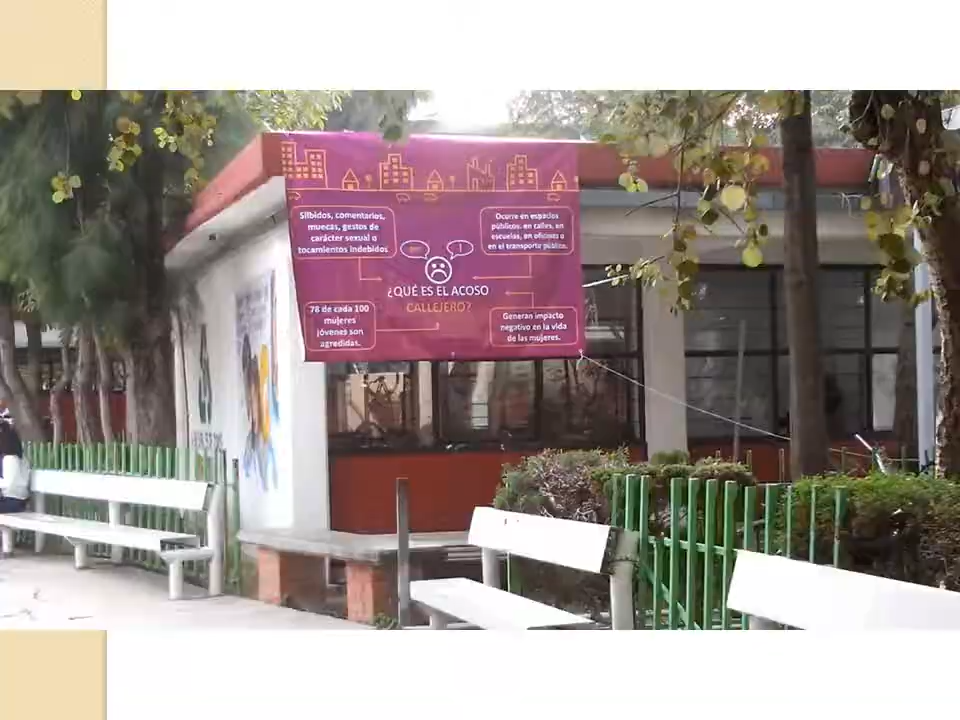 Silbidos, comentarios,
muecas, gestos de
carácter sexual o
tocamientos indebidos
Ocurre en espacios
públicos, en calles, en
escuelas, en oficinas o
en el transporte público.
¿QUÉ ES EL ACOSO
CALLEJERO?
78 de cada 100
mujeres
jóvenes son
agredidas.
Generan impacto
negativo en la vida
de las mujeres.